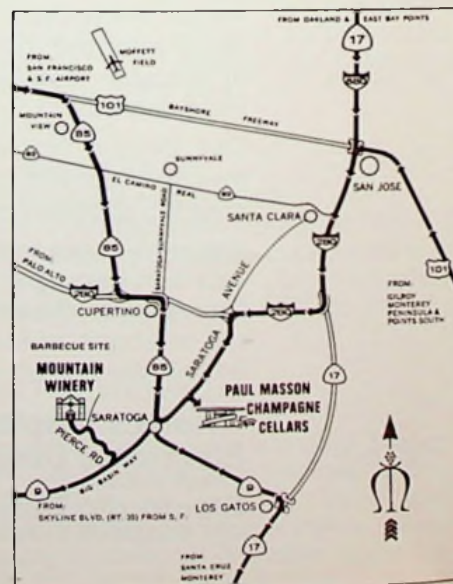 FROM OAKLAND &
EAST BAY POINTS
17
680
FROM:
SAN FRANCISCO
& S.F. AIRPORT
MOFFETT
FIELD
101
BAYSHORE
FREEWAY
MOUNTAIN
VIEW
85
SUNNYVALE
SAN JOSE
EL CAMINO
REAL
SANTA CLARA
280
101
85
SARATOGA-SUNNYVALE ROAD
FROM:
PALO ALTO
280
AVENUE
SARATOGA
280
FROM:
GILROY
MONTEREY
PENINSULA &
POINTS SOUTH
CUPERTINO
85
17
BARBECUE SITE:
MOUNTAIN
WINERY
PAUL MASSON
CHAMPAGNE
CELLARS
SARATOGA
PIERCE RD.
BIG BASIN WAY
9
9
LOS GATOS
FROM:
SKYLINE BLVD. (RT. 35) FROM S. F.
17
FROM:
SANTA CRUZ
MONTEREY